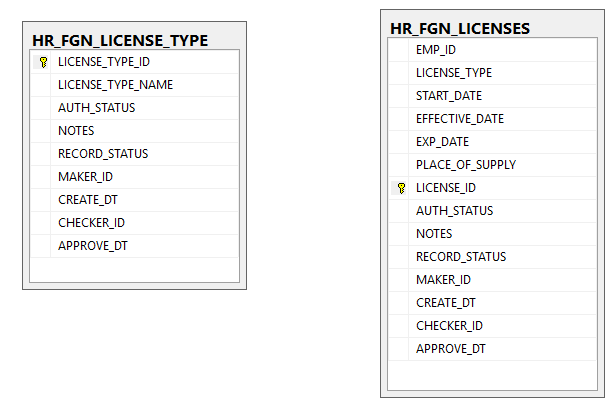 HR_FGN_LICENSE_TYPE
LICENSE_TYPE_ID
LICENSE_TYPE_NAME
AUTH_STATUS
NOTES
RECORD_STATUS
MAKER_ID
CREATE_DT
CHECKER_ID
APPROVE_DT
HR_FGN_LICENSES
EMP_ID
LICENSE_TYPE
START_DATE
EFFECTIVE_DATE
EXP_DATE
PLACE_OF_SUPPLY
LICENSE_ID
AUTH_STATUS
NOTES
RECORD_STATUS
MAKER_ID
CREATE_DT
CHECKER_ID
APPROVE_DT